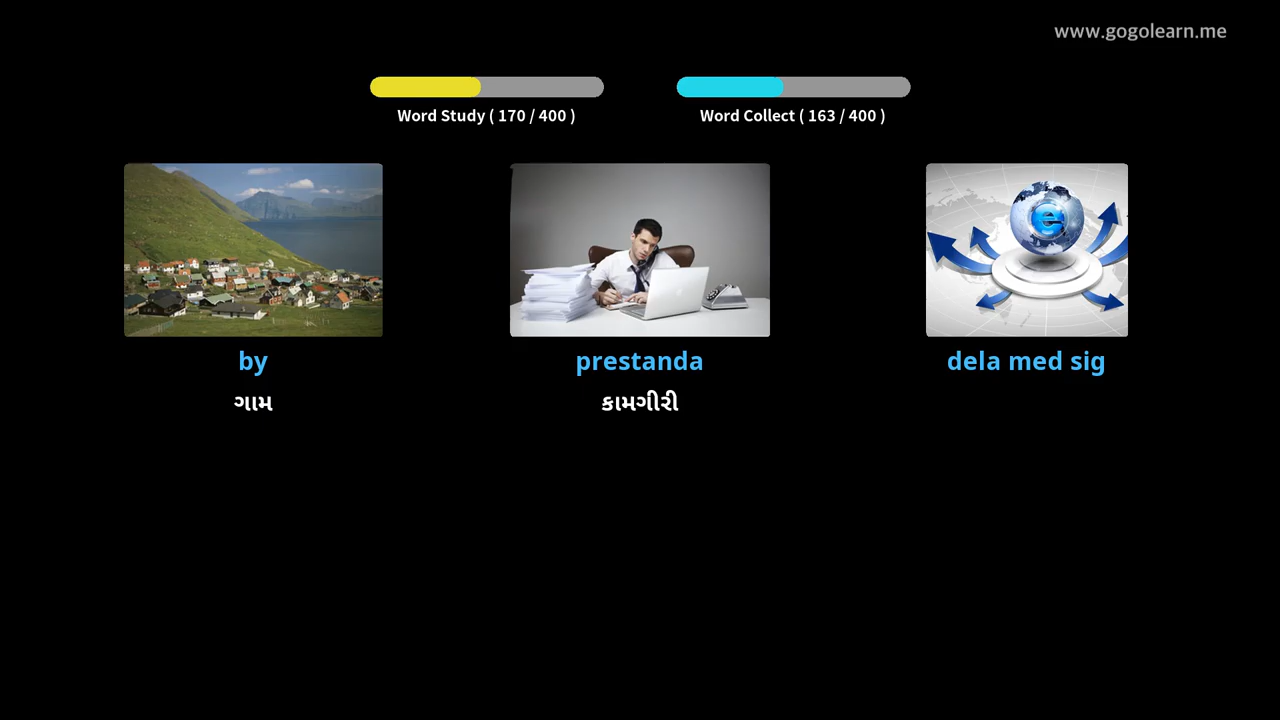 www.gogolearn.me
Word Study ( 170 / 400 )
Word Collect ( 163 / 400 )
by
prestanda
dela med sig
ગામ
કામગીરી